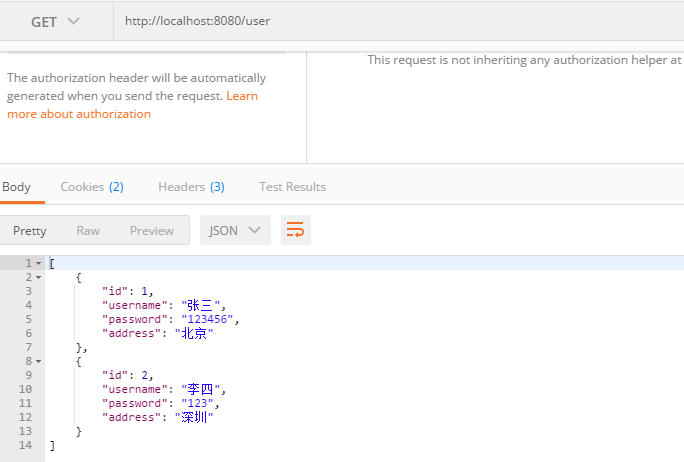 GET http://localhost:8080/user
The authorization header will be automatically
generated when you send the request. Learn
more about authorization
This request is not inheriting any authorization helper at
Body Cookies (2) Headers (3) Test Results
Pretty Raw Preview JSON
1 [
2 {
3 "id": 1,
4 "username": "张三",
5 "password": "123456",
6 "address": "北京"
7 },
8 {
9 "id": 2,
10 "username": "李四",
11 "password": "123",
12 "address": "深圳"
13 }
14 ]